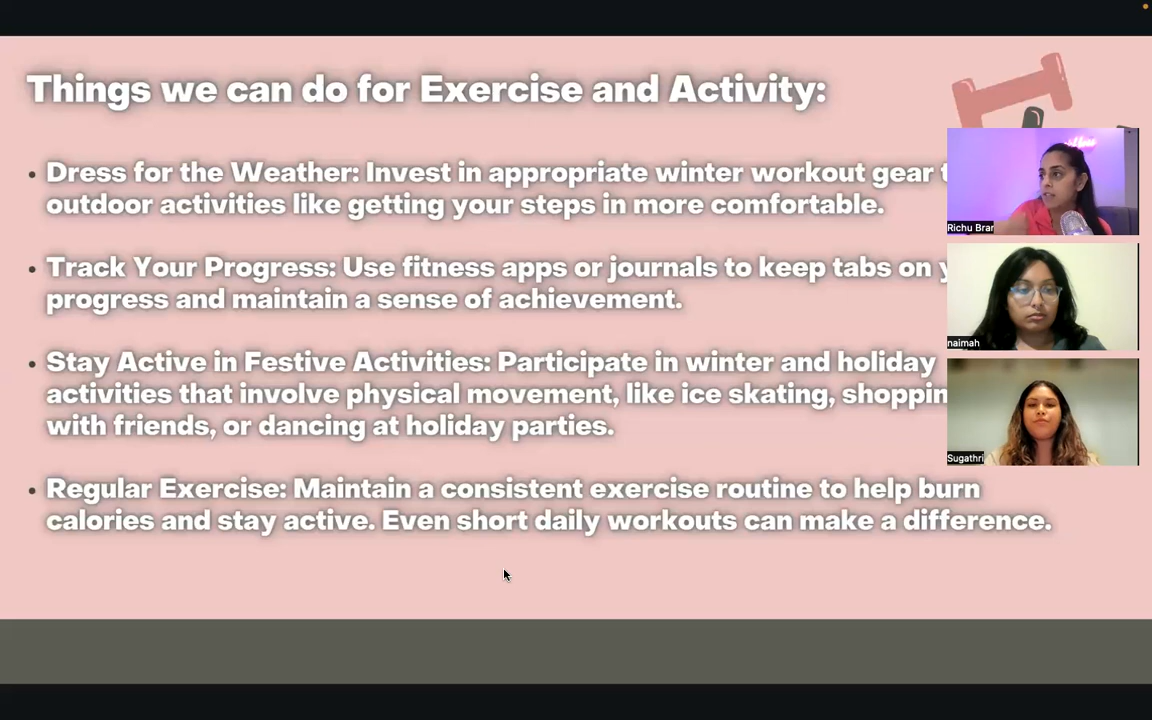 Things we can do for Exercise and Activity:
• Dress for the Weather: Invest in appropriate winter workout gear
outdoor activities like getting your steps in more comfortable.
• Track Your Progress: Use fitness apps or journals to keep tabs on
progress and maintain a sense of achievement.
• Stay Active in Festive Activities: Participate in winter and holiday
activities that involve physical movement, like ice skating, shoppin
with friends, or dancing at holiday parties.
• Regular Exercise: Maintain a consistent exercise routine to help burn
calories and stay active. Even short daily workouts can make a difference.
Richu Brar
naimah
Sugathri